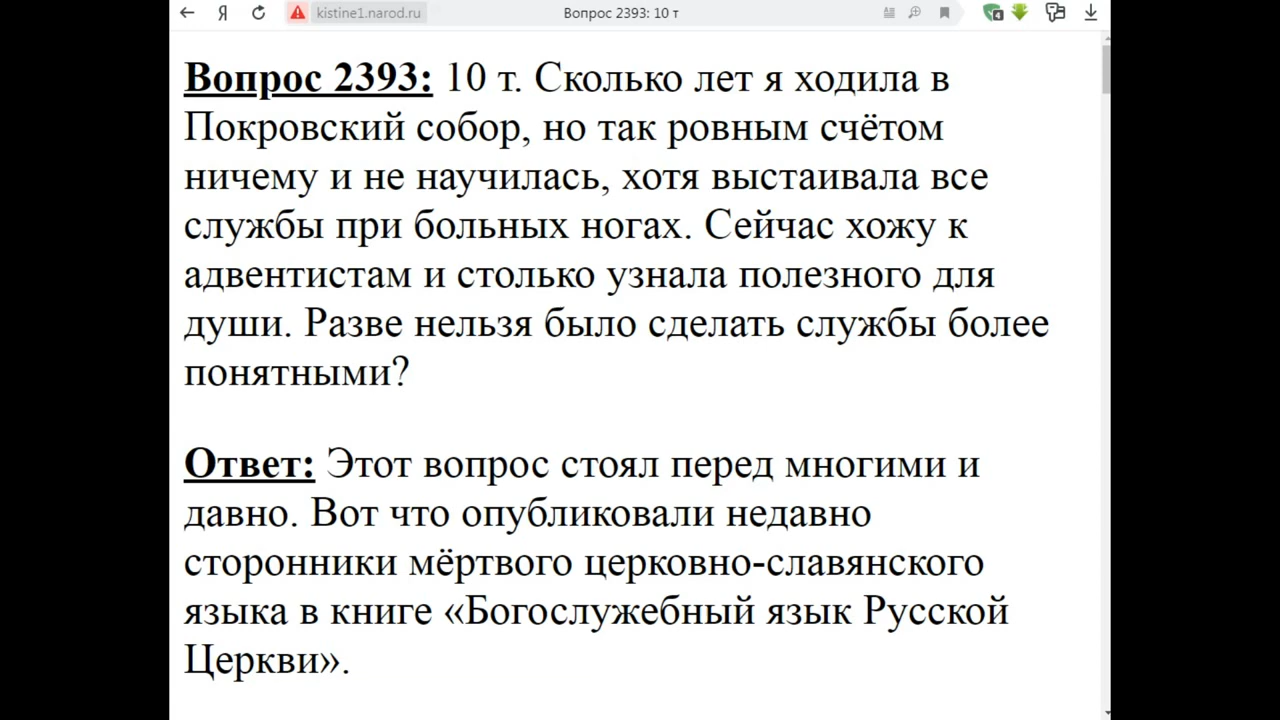 Я kistine1.narod.ru Вопрос 2393: 10 т 4
Вопрос 2393: 10 т. Сколько лет я ходила в
Покровский собор, но так ровным счётом
ничему и не научилась, хотя выстаивала все
службы при больных ногах. Сейчас хожу к
адвентистам и столько узнала полезного для
души. Разве нельзя было сделать службы более
понятными?
Ответ: Этот вопрос стоял перед многими и
давно. Вот что опубликовали недавно
сторонники мёртвого церковно-славянского
языка в книге «Богослужебный язык Русской
Церкви».